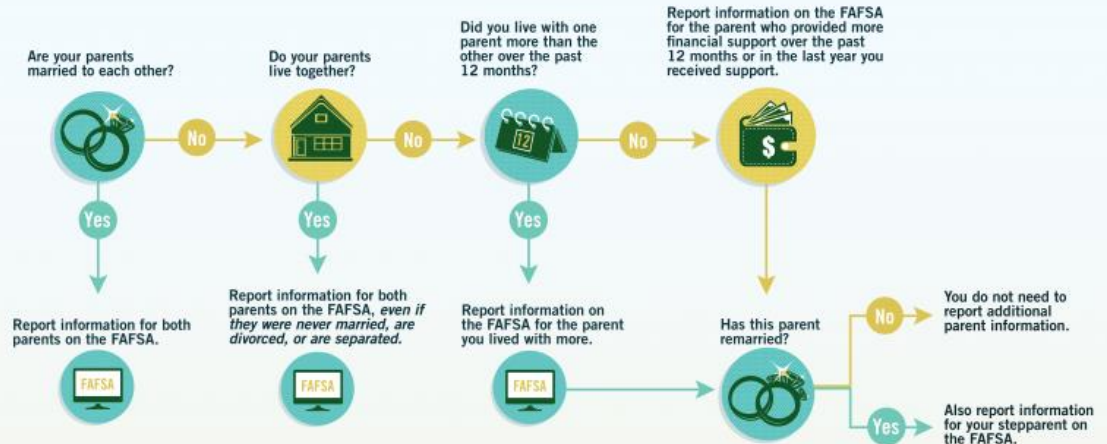 Are your parents
married to each other?
No
Yes
Report information for both
parents on the FAFSA.
FAFSA
Do your parents
live together?
No
Yes
Report information for both
parents on the FAFSA, even if
they were never married, are
divorced, or are separated.
FAFSA
Did you live with one
parent more than the
other over the past
12 months?
12
No
Yes
Report information on
the FAFSA for the parent
you lived with more.
FAFSA
Report information on the FAFSA
for the parent who provided more
financial support over the past
12 months or in the last year you
received support.
$
Has this parent
remarried?
No
You do not need to
report additional
parent information.
Yes
Also report information
for your stepparent on
the FAFSA.